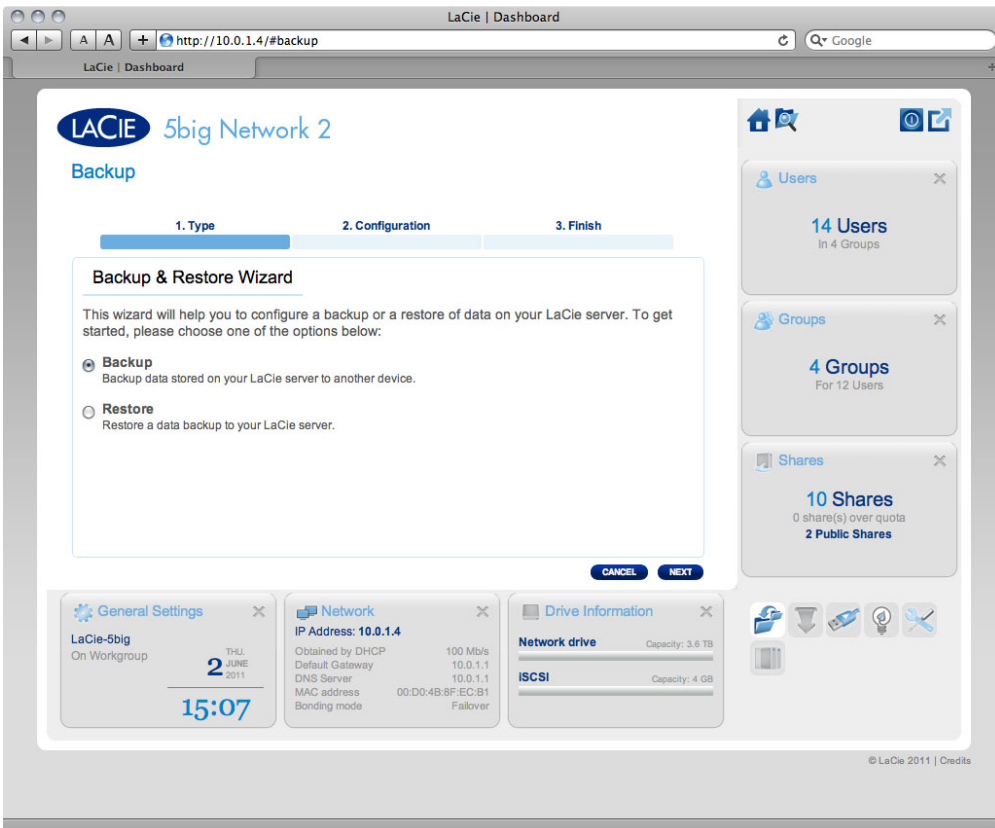 LaCie | Dashboard
A A + http://10.0.1.4/#backup
Google
LaCie | Dashboard
LACIE 5big Network 2
Backup
1. Type 2. Configuration 3. Finish
Backup & Restore Wizard
This wizard will help you to configure a backup or a restore of data on your LaCie server. To get
started, please choose one of the options below:
Backup
Backup data stored on your LaCie server to another device.
Restore
Restore a data backup to your LaCie server.
CANCEL NEXT
Users
14 Users
In 4 Groups
Groups
4 Groups
For 12 Users
Shares
10 Shares
0 share(s) over quota
2 Public Shares
General Settings
LaCie-5big
On Workgroup
THU.
2 JUNE
2011
15:07
Network
IP Address: 10.0.1.4
Obtained by DHCP 100 Mb/s
Default Gateway 10.0.1.1
DNS Server 10.0.1.1
MAC address 00:D0:4B:8F:EC:B1
Bonding mode Failover
Drive Information
Network drive Capacity: 3.6 TB
iSCSI Capacity: 4 GB
© LaCie 2011 | Credits